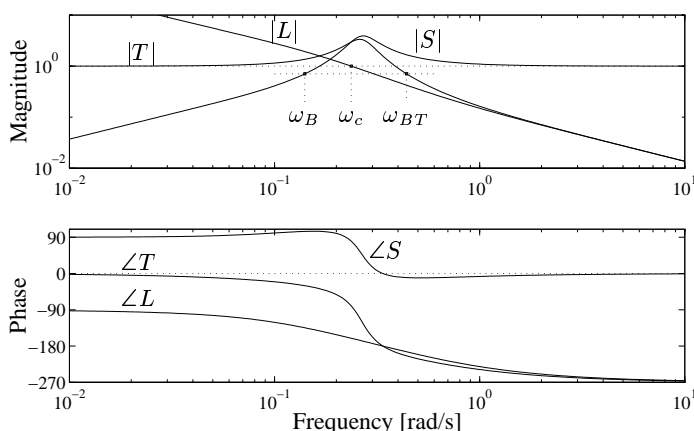 |L|
|T|
|S|
10^0
Magnitude
ω_B ω_c ω_BT
10^-2
10^-2 10^-1 10^0 10^1
90
∠S
0
∠T
-90
∠L
Phase
-180
-270
10^-2 10^-1 10^0 10^1
Frequency [rad/s]